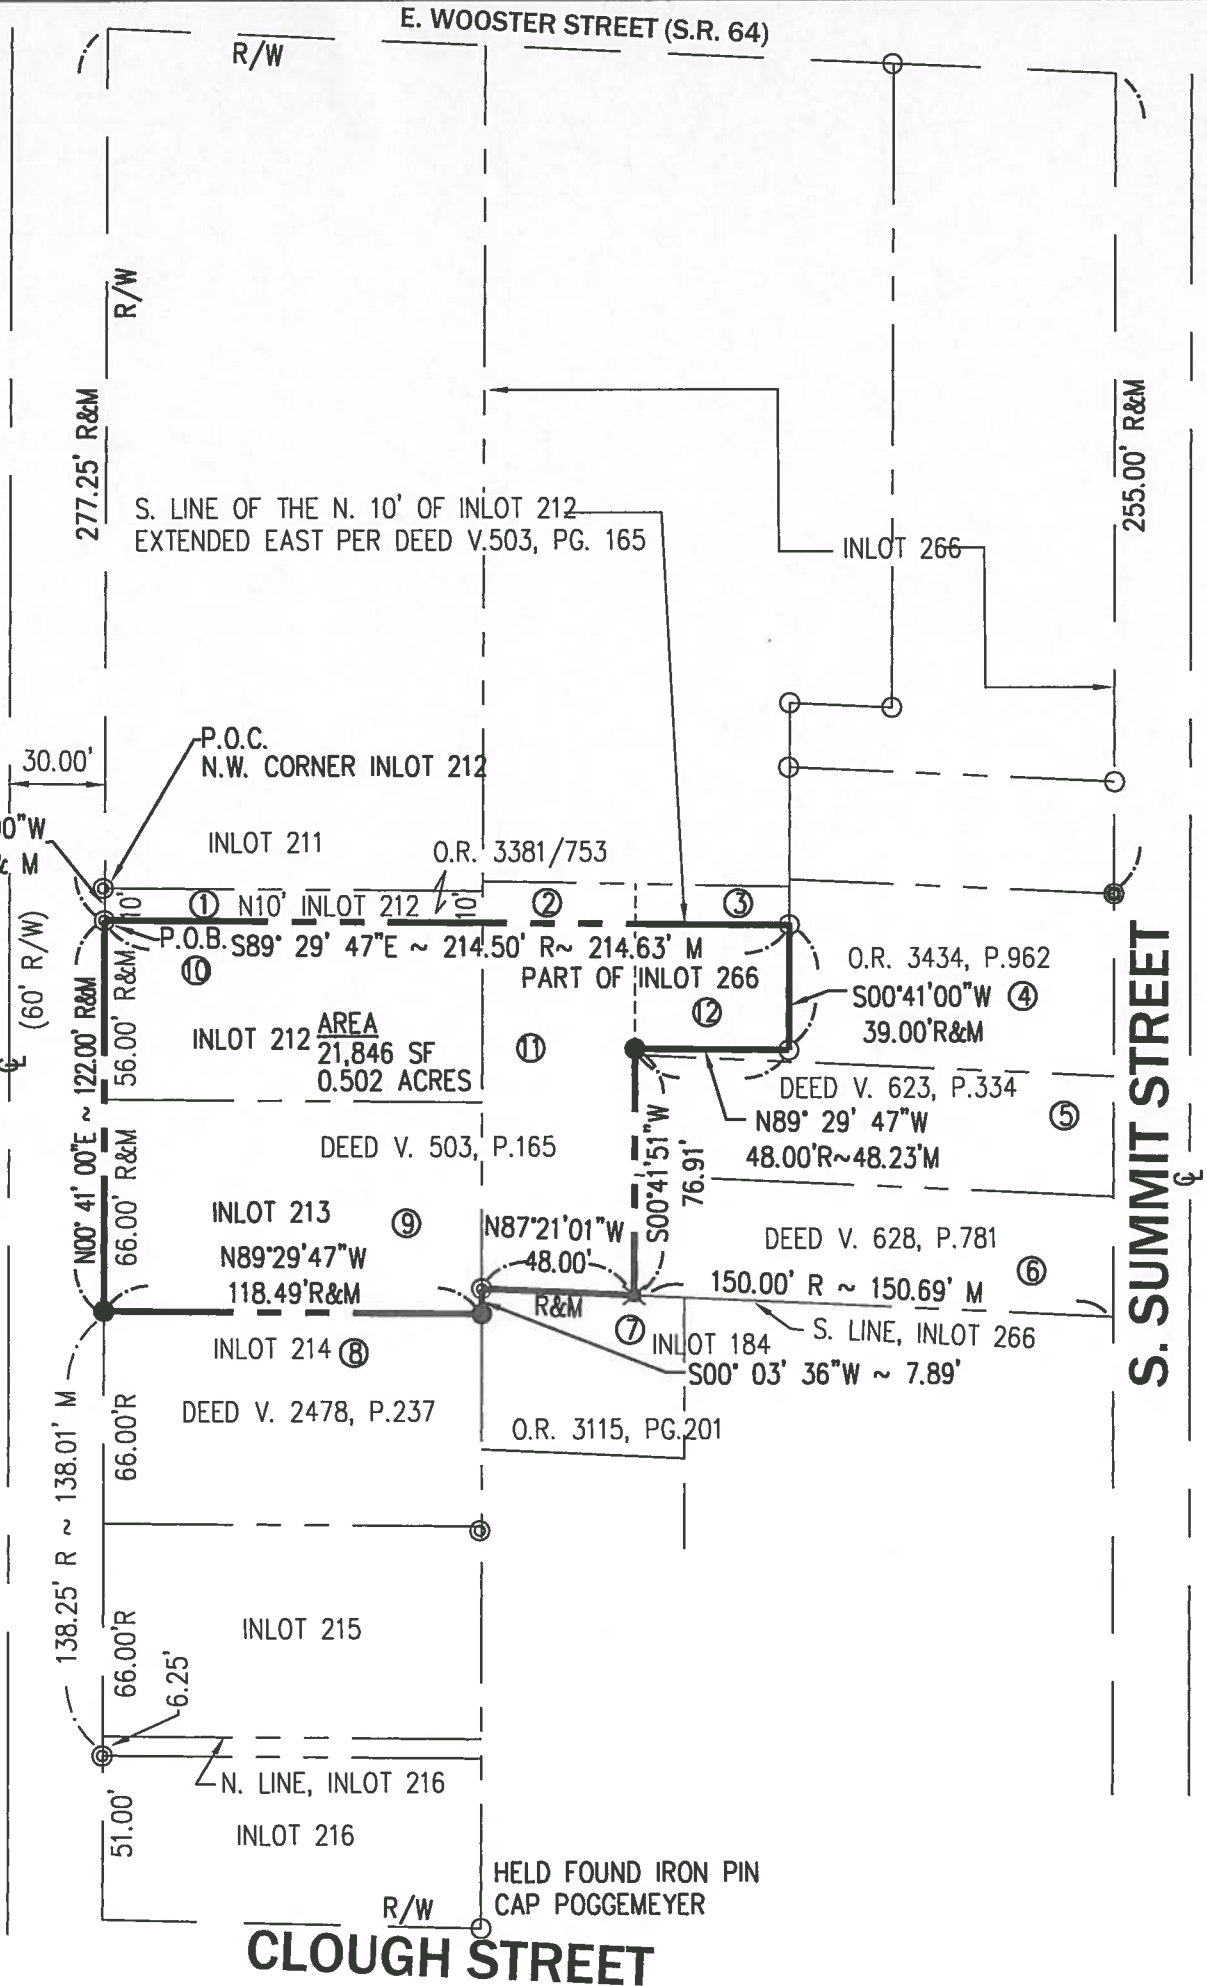 E. WOOSTER STREET (S.R. 64)
R/W
R/W
277.25' R&M
255.00' R&M
S. LINE OF THE N. 10' OF INLOT 212
EXTENDED EAST PER DEED V.503, PG. 165
INLOT 266
P.O.C.
N.W. CORNER INLOT 212
30.00'
0"W
M
INLOT 211
O.R. 3381/753
10'
①
N10' INLOT 212
10'
②
③
(60' R/W)
P.O.B.
S89° 29' 47"E ~ 214.50' R~ 214.63' M
⑩
PART OF INLOT 266
O.R. 3434, P.962
S00°41'00"W ④
39.00'R&M
⑫
N00° 41' 00"E ~ 122.00' R&M
56.00' R&M
INLOT 212
AREA
21,846 SF
0.502 ACRES
⑪
DEED V. 623, P.334
⑤
N89° 29' 47"W
48.00'R~48.23'M
S00°41'51"W
76.91'
DEED V. 503, P.165
66.00' R&M
INLOT 213
⑨
N89°29'47"W
118.49'R&M
N87°21'01"W
48.00'
R&M
DEED V. 628, P.781
⑥
150.00' R ~ 150.69' M
S. LINE, INLOT 266
⑦
INLOT 184
S00° 03' 36"W ~ 7.89'
INLOT 214 ⑧
DEED V. 2478, P.237
O.R. 3115, PG.201
S. SUMMIT STREET
138.25' R ~ 138.01' M
66.00'R
INLOT 215
66.00'R
6.25'
N. LINE, INLOT 216
51.00'
INLOT 216
HELD FOUND IRON PIN
CAP POGGEMEYER
R/W
CLOUGH STREET